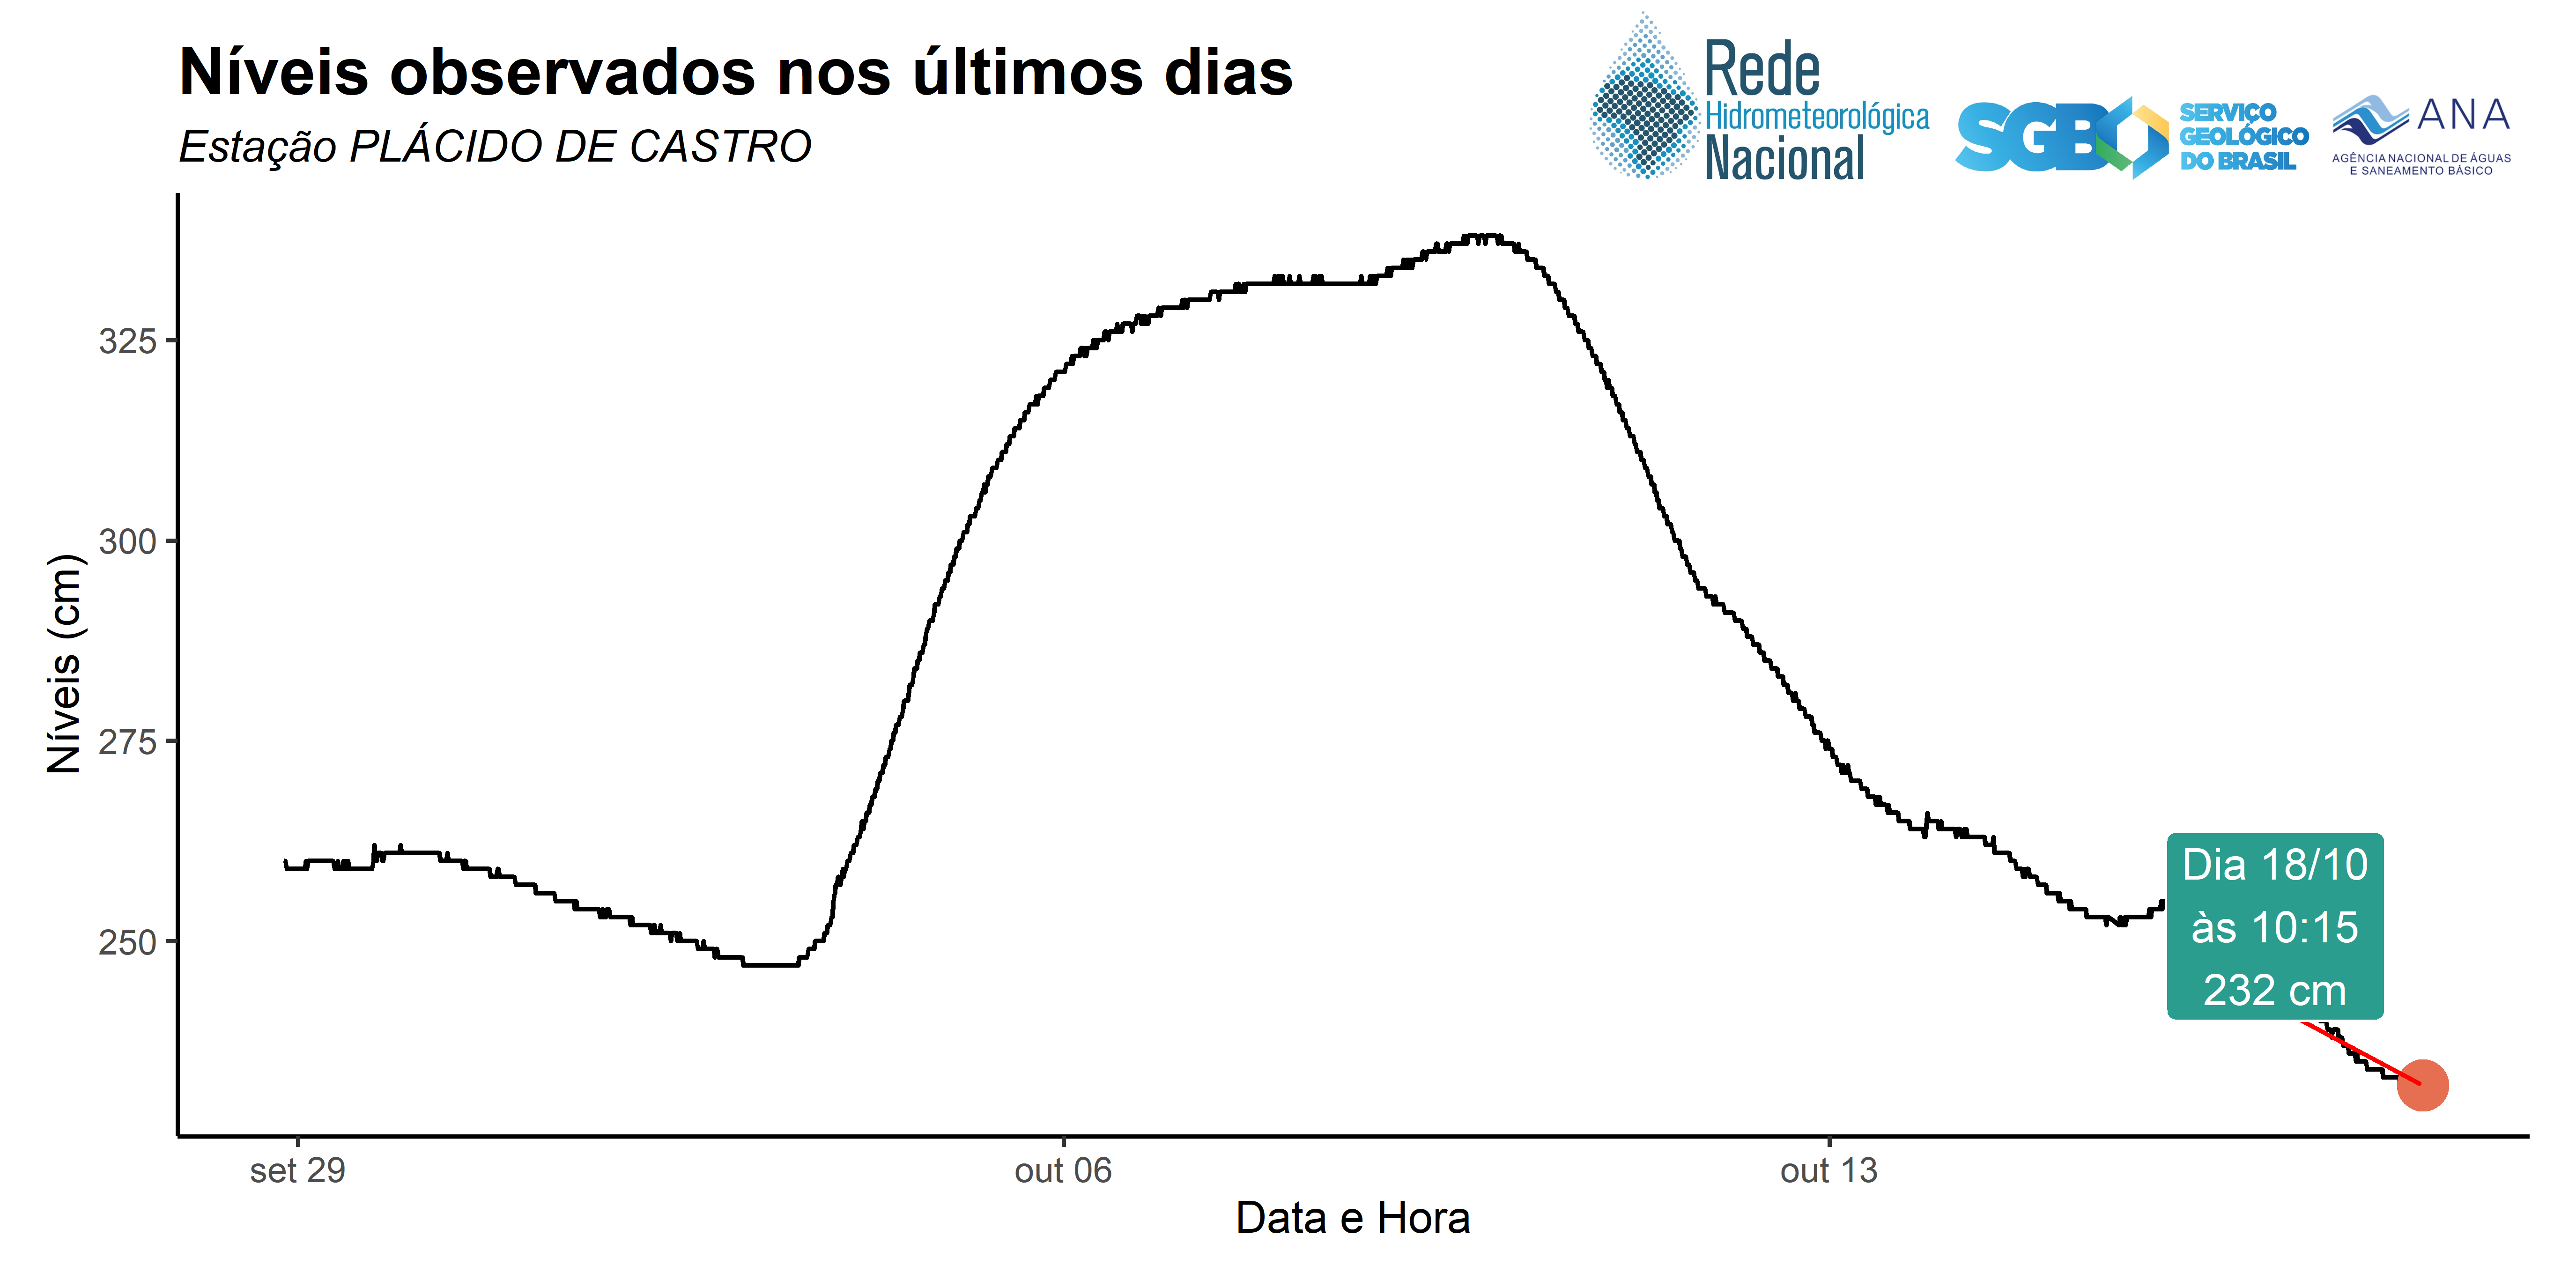 Níveis observados nos últimos dias
Estação PLÁCIDO DE CASTRO
Rede
Hidrometeorológica
Nacional
SGB
SERVIÇO
GEOLÓGICO
DO BRASIL
ANA
AGÊNCIA NACIONAL DE ÁGUAS
E SANEAMENTO BÁSICO
Níveis (cm)
325
300
275
250
Dia 18/10
às 10:15
232 cm
set 29
out 06
out 13
Data e Hora